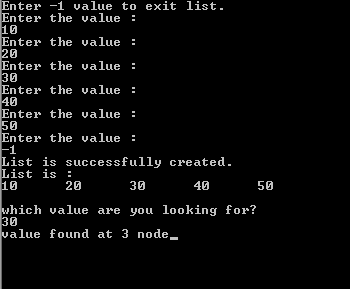 Enter -1 value to exit list.
Enter the value :
10
Enter the value :
20
Enter the value :
30
Enter the value :
40
Enter the value :
50
Enter the value :
-1
List is successfully created.
List is :
10 20 30 40 50
which value are you looking for?
30
value found at 3 node_